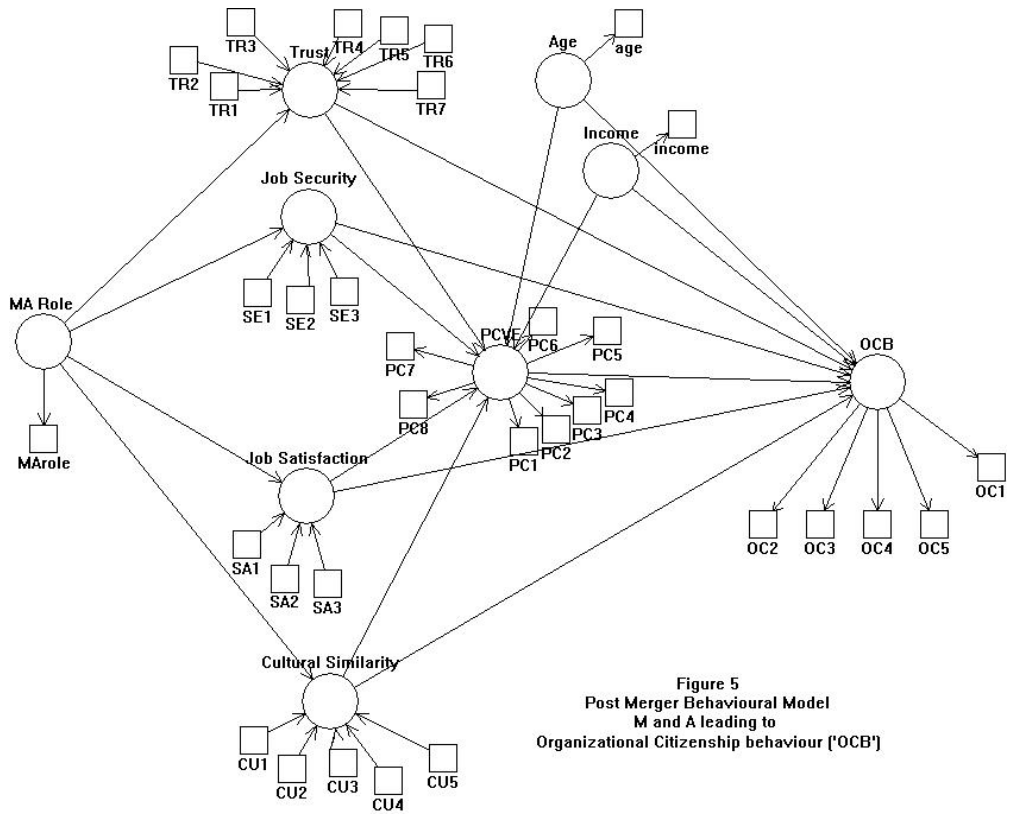 TR3
TR4
TR5
TR6
Trust
TR2
TR1
TR7
Age
age
Income
income
Job Security
SE1
SE2
SE3
MA Role
MArole
PCVE
PC6
PC5
PC7
PC4
PC8
PC3
PC2
PC1
OCB
OC1
OC2
OC3
OC4
OC5
Job Satisfaction
SA1
SA2
SA3
Cultural Similarity
CU1
CU2
CU3
CU4
CU5
Figure 5
Post Merger Behavioural Model
M and A leading to
Organizational Citizenship behaviour ('OCB')